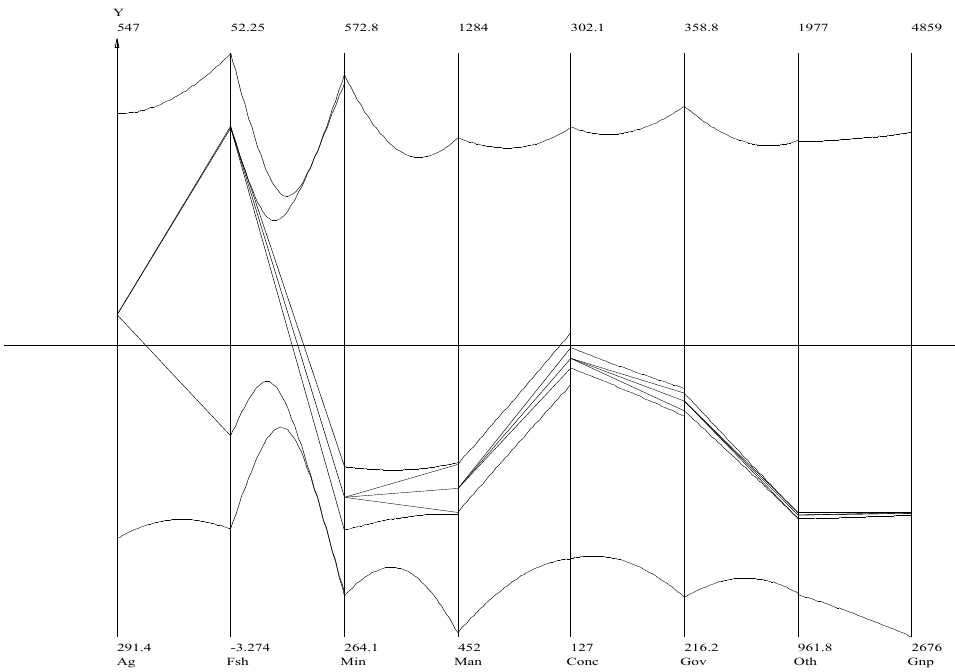 Y
547 52.25 572.8 1284 302.1 358.8 1977 4859
291.4 -3.274 264.1 452 127 216.2 961.8 2676
Ag Fsh Min Man Conc Gov Oth Gnp